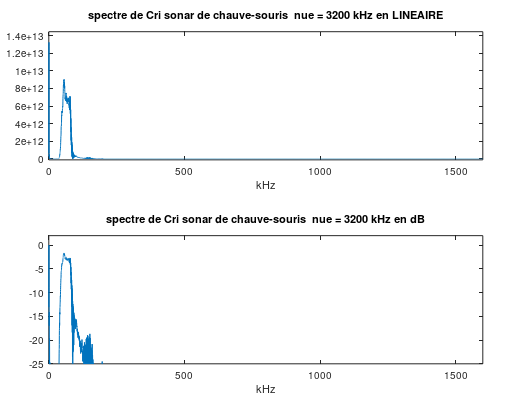 spectre de Cri sonar de chauve-souris  nue = 3200 kHz en LINEAIRE
1.4e+13
1.2e+13
1e+13
8e+12
6e+12
4e+12
2e+12
0
0 500 1000 1500
kHz
spectre de Cri sonar de chauve-souris  nue = 3200 kHz en dB
0
-5
-10
-15
-20
-25
0 500 1000 1500
kHz